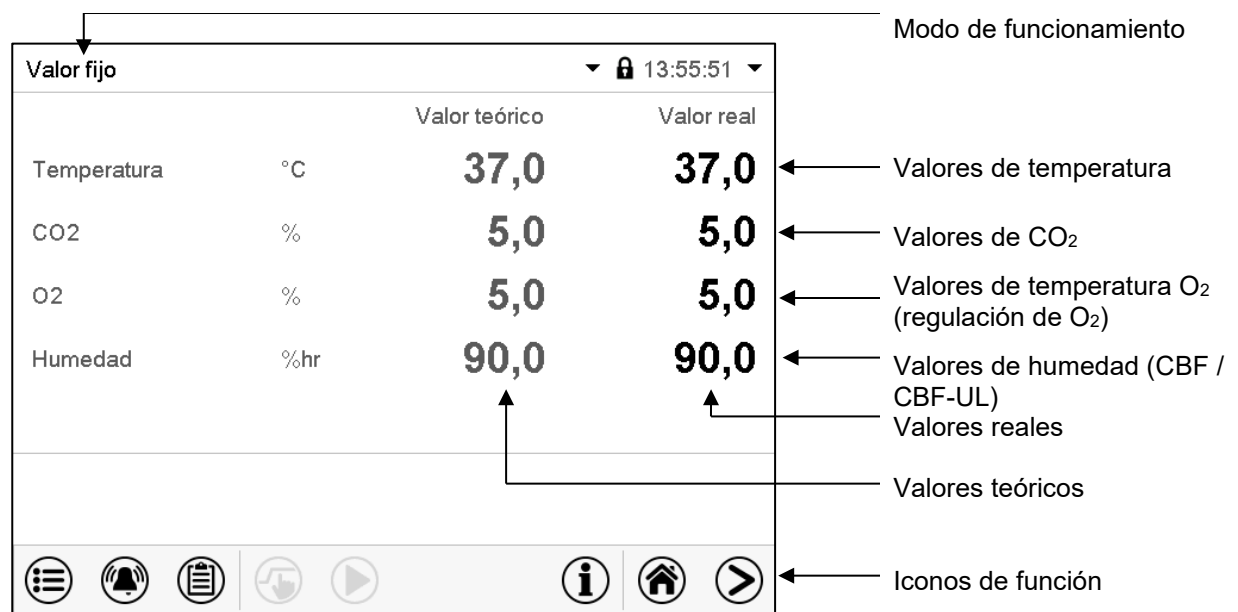 Modo de funcionamiento
Valor fijo 13:55:51
Valor teórico Valor real
Temperatura °C 37,0 37,0 Valores de temperatura
CO2 % 5,0 5,0 Valores de CO₂
O2 % 5,0 5,0 Valores de temperatura O₂
(regulación de O₂)
Humedad %hr 90,0 90,0 Valores de humedad (CBF /
CBF-UL)
Valores reales
Valores teóricos
Iconos de función